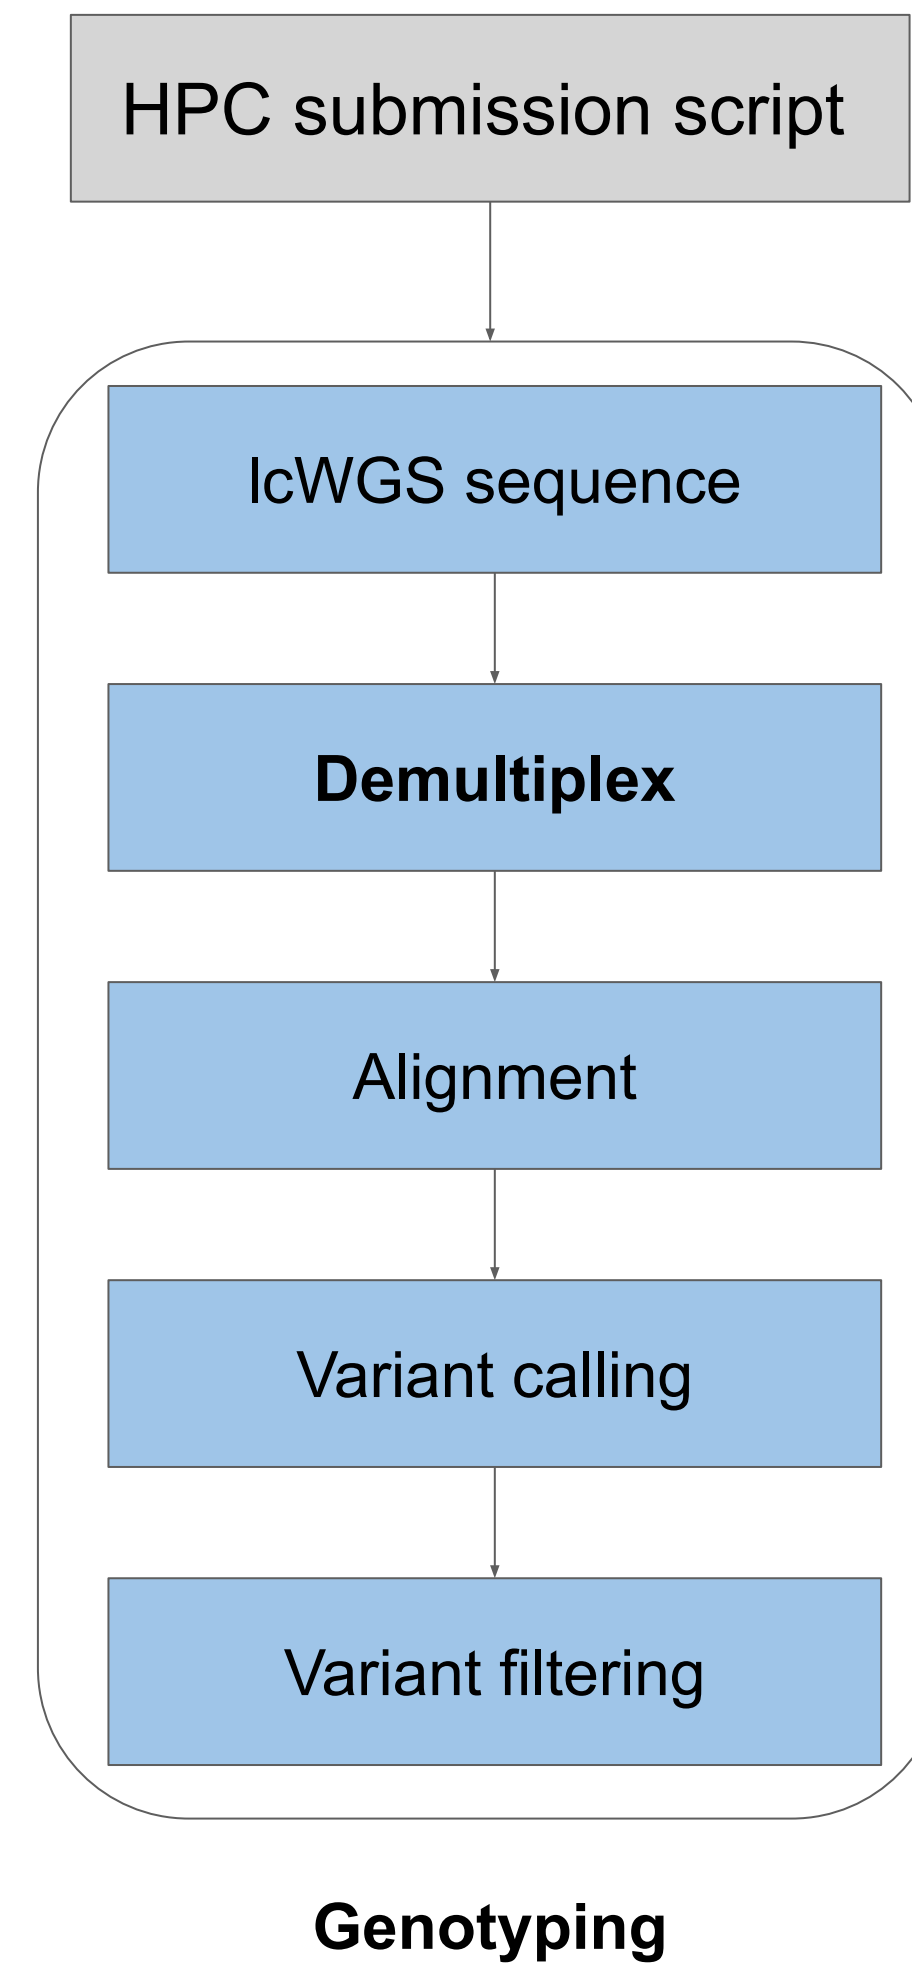 HPC submission script
lcWGS sequence
Demultiplex
Alignment
Variant calling
Variant filtering
Genotyping